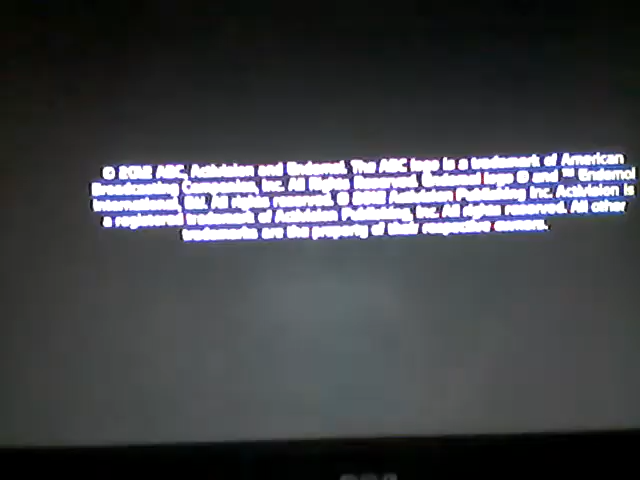 © 2012 ABC, Activision and Endemol. The ABC logo is a trademark of American
Broadcasting Companies, Inc. All rights reserved. Endemol logo ® and ™ Endemol
International, BV. All rights reserved. © 2012 Activision Publishing Inc. Activision is
a registered trademark of Activision Publishing, Inc. All rights reserved. All other
trademarks are the property of their respective owners.